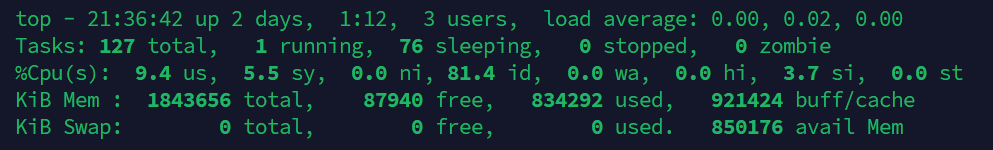 top - 21:36:42 up 2 days,  1:12,  3 users,  load average: 0.00, 0.02, 0.00
Tasks: 127 total,   1 running,  76 sleeping,   0 stopped,   0 zombie
%Cpu(s):  9.4 us,  5.5 sy,  0.0 ni, 81.4 id,  0.0 wa,  0.0 hi,  3.7 si,  0.0 st
KiB Mem :  1843656 total,    87940 free,   834292 used,   921424 buff/cache
KiB Swap:        0 total,        0 free,        0 used.   850176 avail Mem